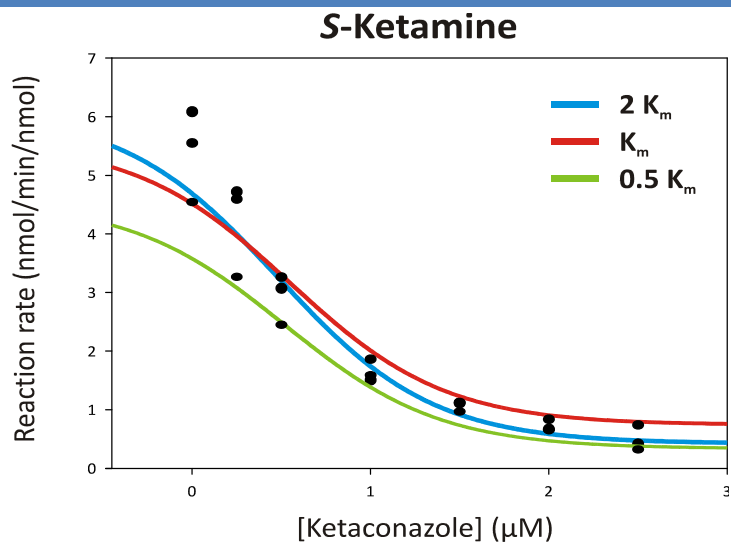 S-Ketamine
7
6
5
4
3
2
1
0
Reaction rate (nmol/min/nmol)
2 Km
Km
0.5 Km
0
1
2
3
[Ketaconazole] (µM)